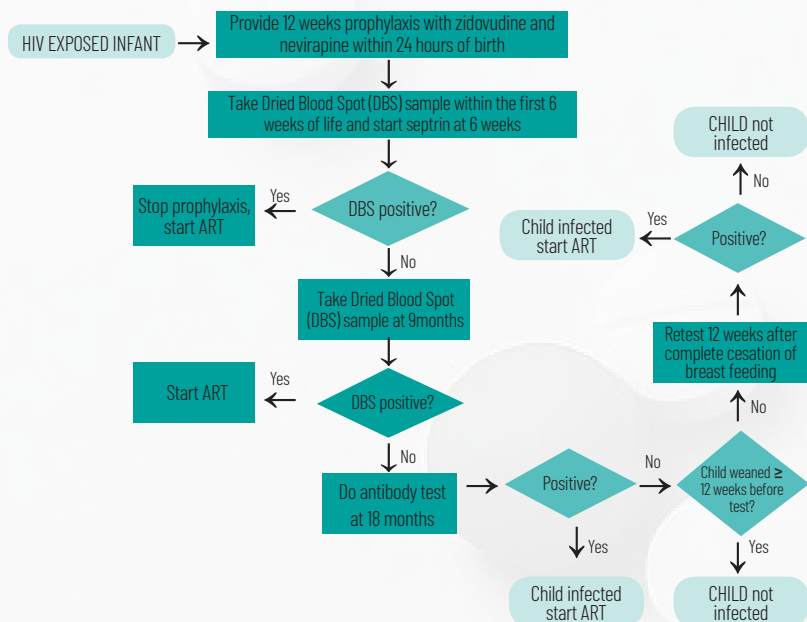 HIV EXPOSED INFANT
Provide 12 weeks prophylaxis with zidovudine and
nevirapine within 24 hours of birth
Take Dried Blood Spot (DBS) sample within the first 6
weeks of life and start septrin at 6 weeks
DBS positive?
Yes
Stop prophylaxis,
start ART
No
Take Dried Blood Spot
(DBS) sample at 9months
DBS positive?
Yes
Start ART
No
Do antibody test
at 18 months
Positive?
Yes
Child infected
start ART
No
Child weaned ≥
12 weeks before
test?
Yes
CHILD not
infected
No
Retest 12 weeks after
complete cesation of
breast feeding
Positive?
Yes
Child infected
start ART
No
CHILD not
infected